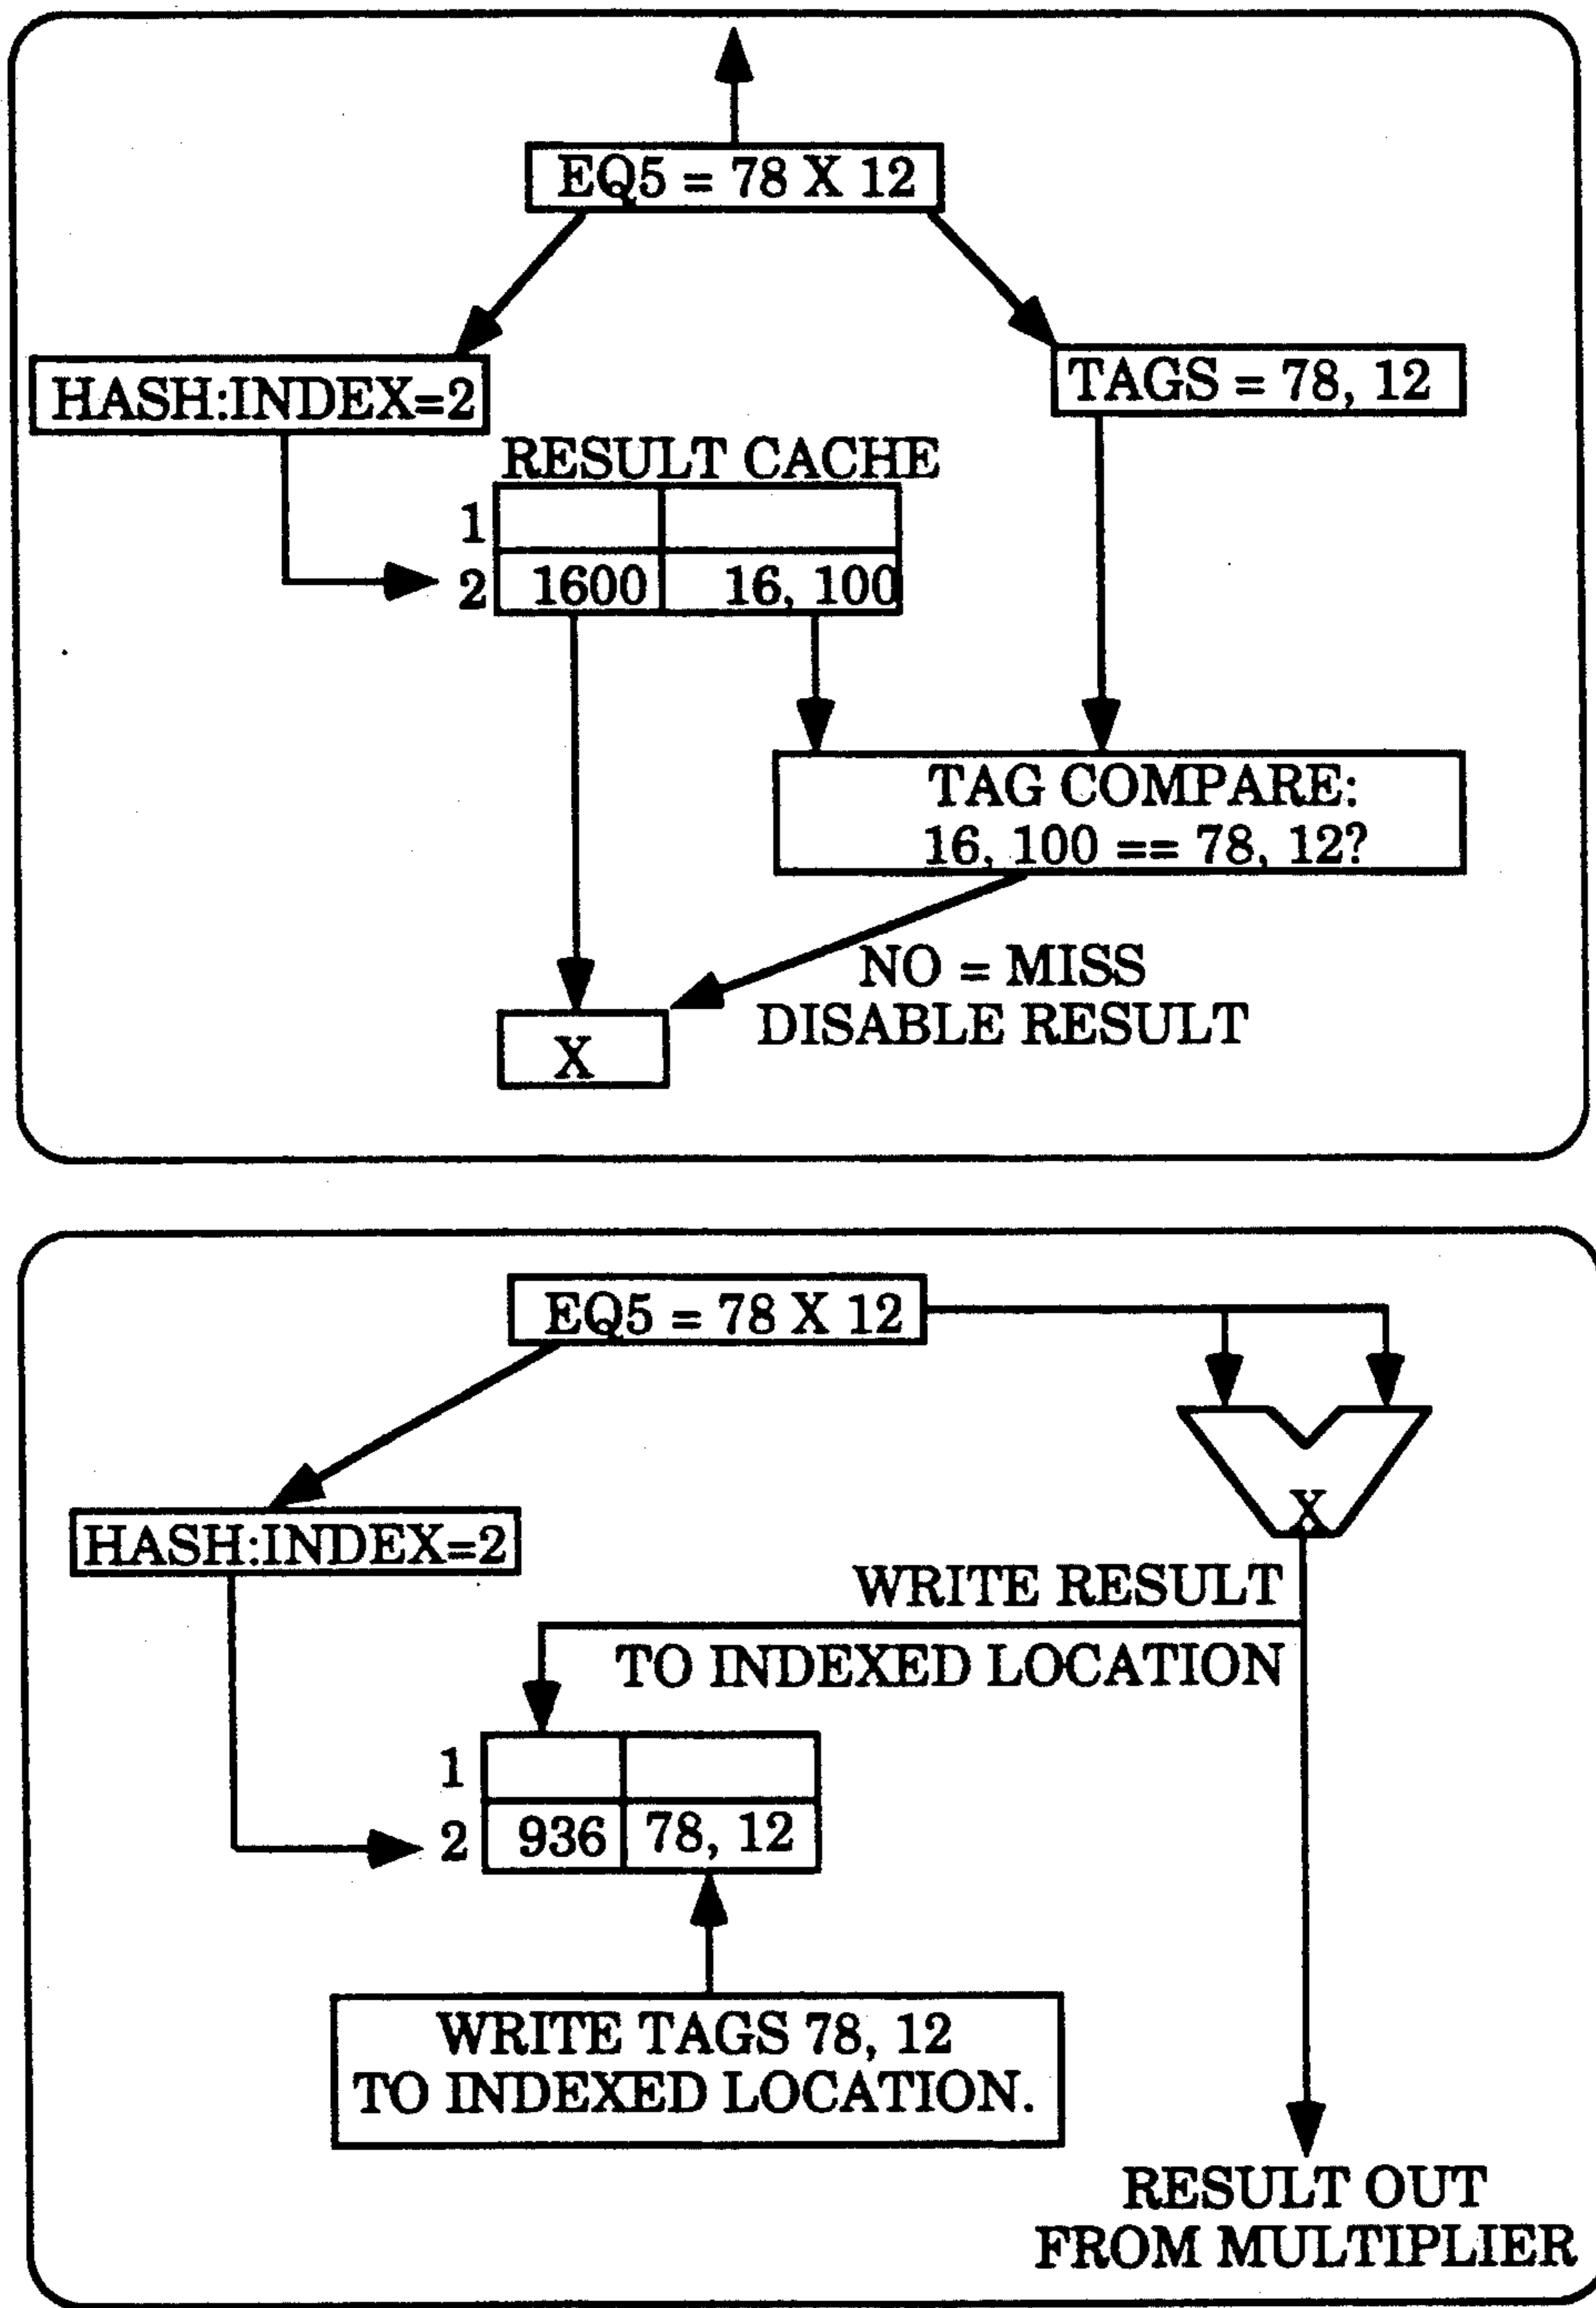 EQ5 = 78 X 12
HASH:INDEX=2
TAGS = 78, 12
RESULT CACHE
1
2 1600 16, 100
TAG COMPARE:
16, 100 == 78, 12?
NO = MISS
DISABLE RESULT
X
EQ5 = 78 X 12
X
HASH:INDEX=2
WRITE RESULT
TO INDEXED LOCATION
1
2 936 78, 12
WRITE TAGS 78, 12
TO INDEXED LOCATION.
RESULT OUT
FROM MULTIPLIER